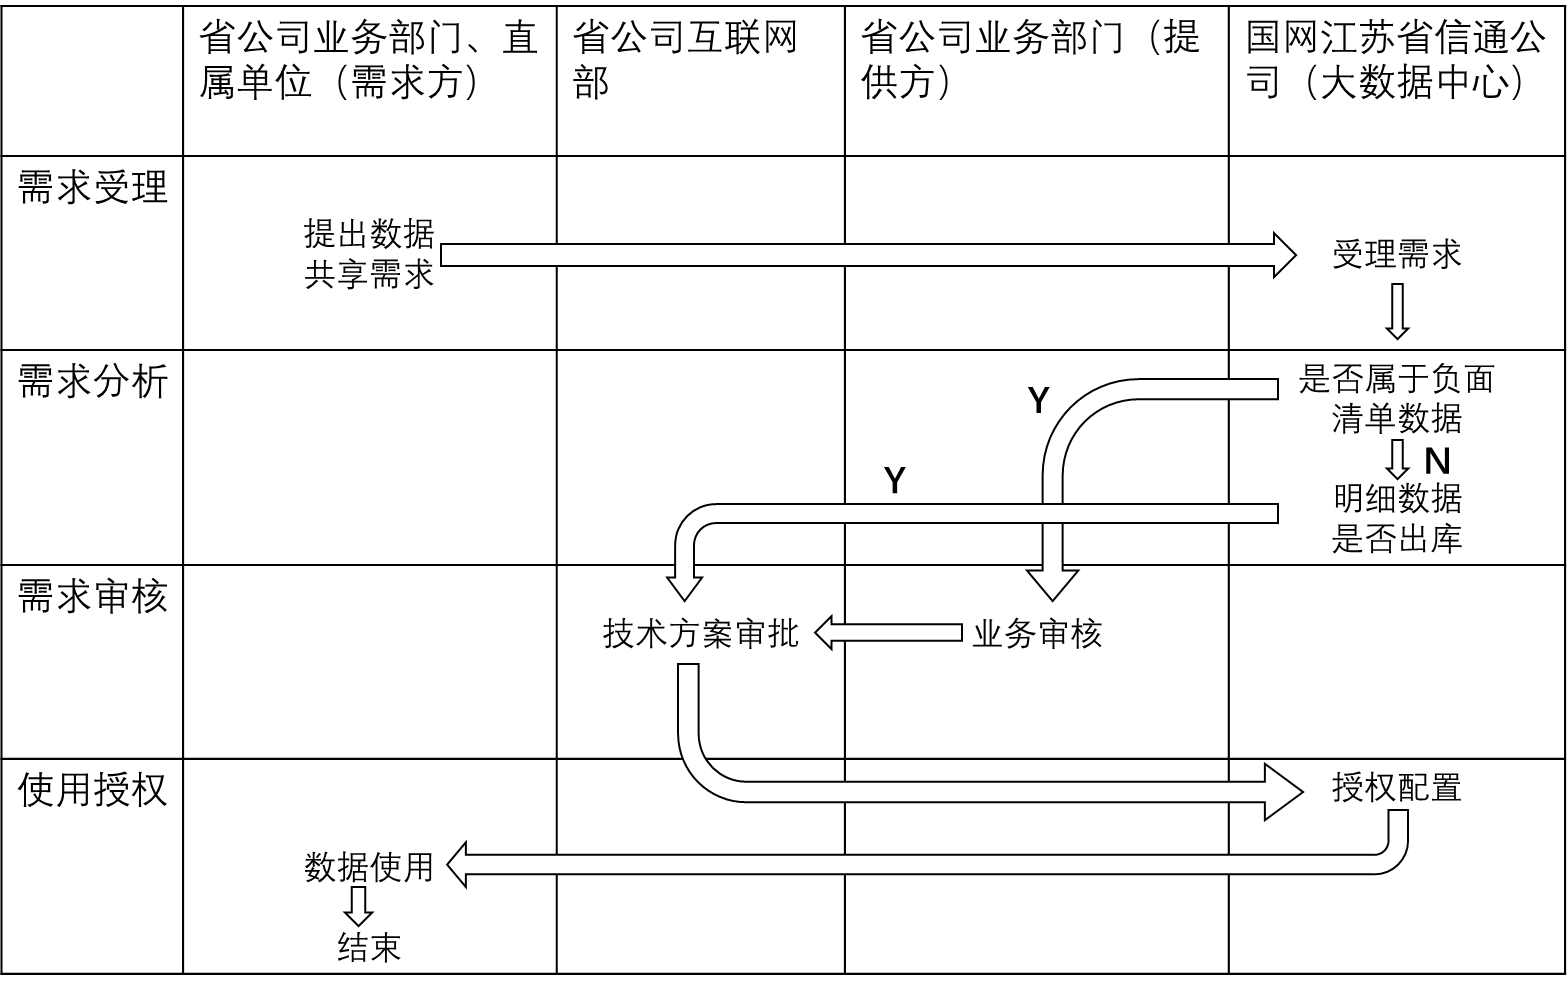 省公司业务部门、直
属单位（需求方）
省公司互联网
部
省公司业务部门（提
供方）
国网江苏省信通公
司（大数据中心）
需求受理
提出数据
共享需求
受理需求
需求分析
是否属于负面
清单数据
Y
N
Y
明细数据
是否出库
需求审核
技术方案审批
业务审核
使用授权
授权配置
数据使用
结束